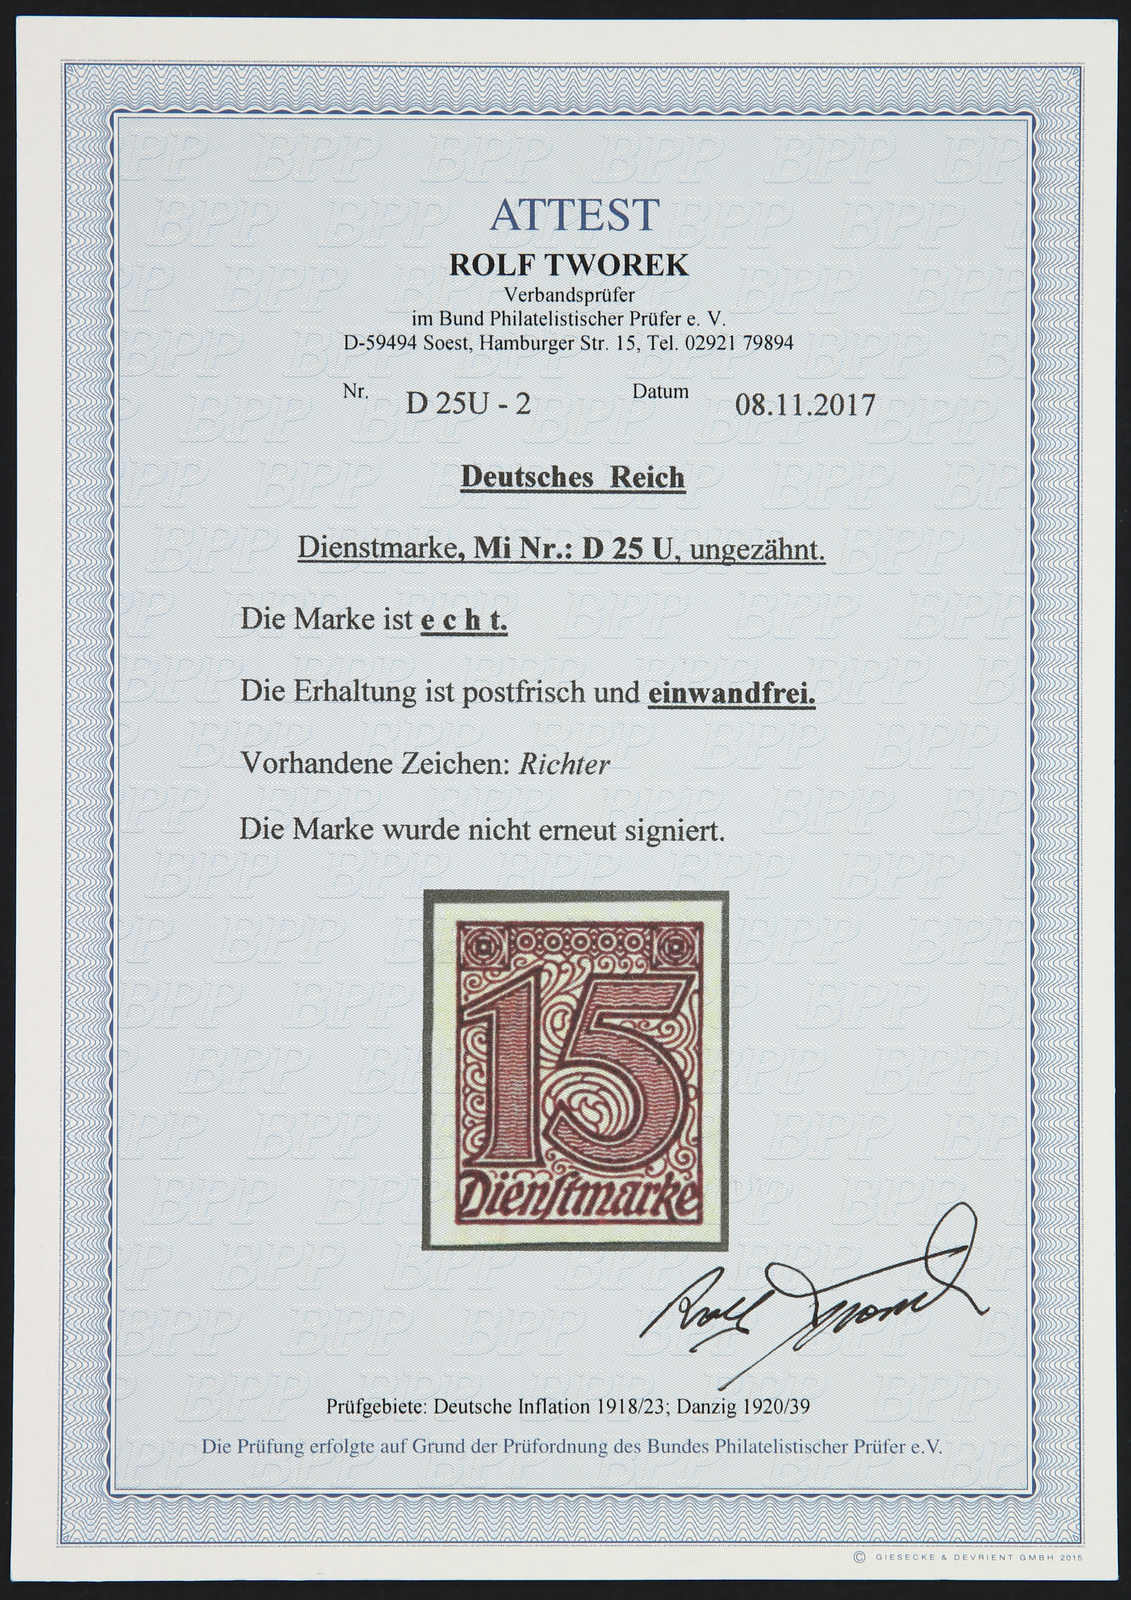 ATTEST
ROLF TWOREK
Verbandsprüfer
im Bund Philatelistischer Prüfer e. V.
D-59494 Soest, Hamburger Str. 15, Tel. 02921 79894
Nr. D 25U - 2 Datum 08.11.2017
Deutsches Reich
Dienstmarke, Mi Nr.: D 25 U, ungezähnt.
Die Marke ist e c h t.
Die Erhaltung ist postfrisch und einwandfrei.
Vorhandene Zeichen: Richter
Die Marke wurde nicht erneut signiert.
15
Dienſtmarke
Rolf Tworek
Prüfgebiete: Deutsche Inflation 1918/23; Danzig 1920/39
Die Prüfung erfolgte auf Grund der Prüfordnung des Bundes Philatelistischer Prüfer e.V.
© GIESECKE & DEVRIENT GMBH 2015